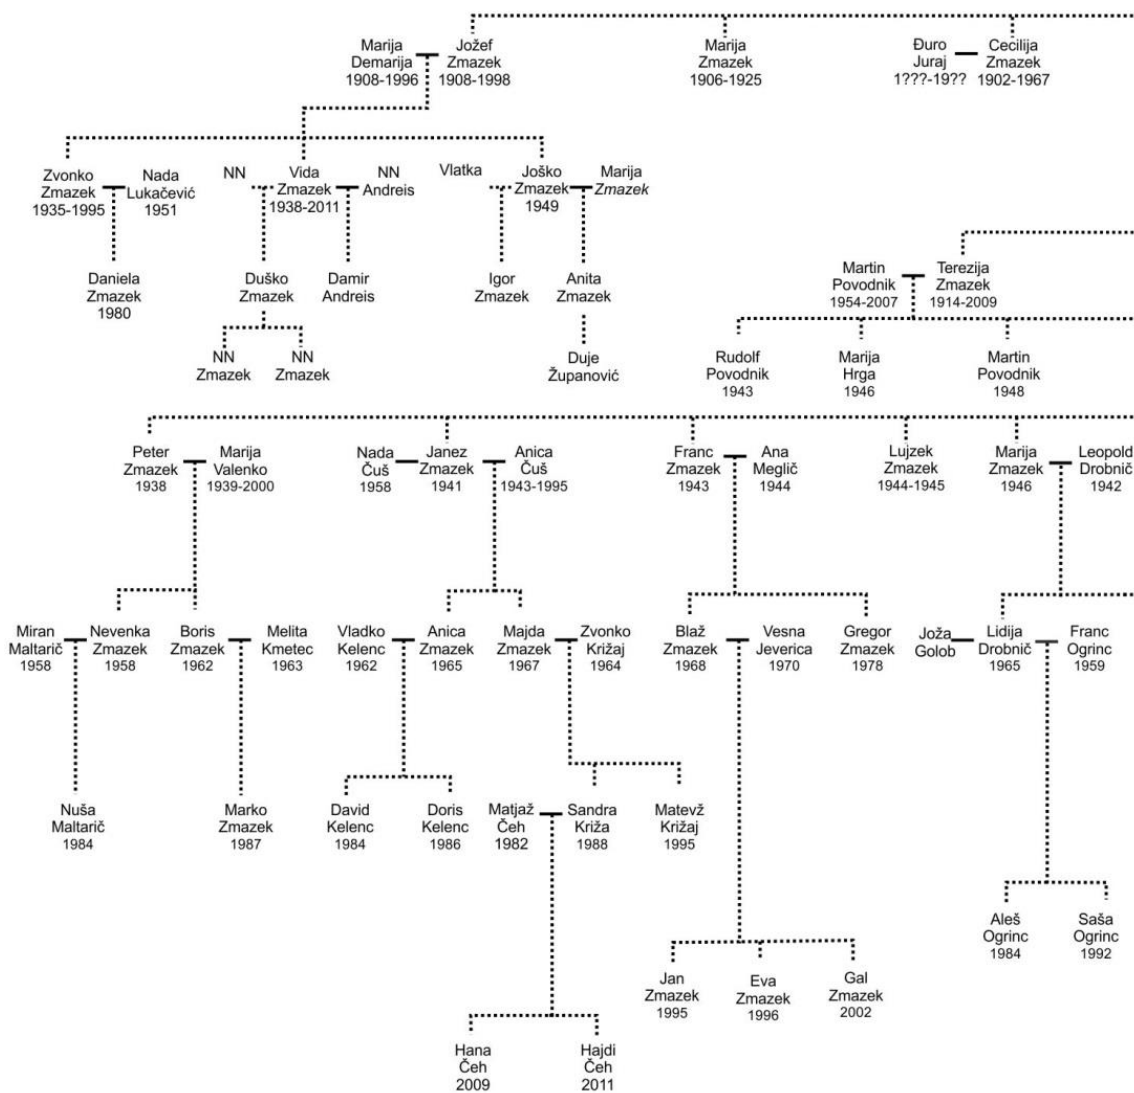 Marija
Demarija
1908-1996
Jožef
Zmazek
1908-1998
Marija
Zmazek
1906-1925
Đuro
Juraj
1???-19??
Cecilija
Zmazek
1902-1967
Zvonko
Zmazek
1935-1995
Nada
Lukačević
1951
NN
Vida
Zmazek
1938-2011
NN
Andreis
Vlatka
Joško
Zmazek
1949
Marija
Zmazek
Daniela
Zmazek
1980
Duško
Zmazek
Damir
Andreis
Igor
Zmazek
Anita
Zmazek
Martin
Povodnik
1954-2007
Terezija
Zmazek
1914-2009
NN
Zmazek
NN
Zmazek
Duje
Županović
Rudolf
Povodnik
1943
Marija
Hrga
1946
Martin
Povodnik
1948
Peter
Zmazek
1938
Marija
Valenko
1939-2000
Nada
Čuš
1958
Janez
Zmazek
1941
Anica
Čuš
1943-1995
Franc
Zmazek
1943
Ana
Meglič
1944
Lujzek
Zmazek
1944-1945
Marija
Zmazek
1946
Leopold
Drobnič
1942
Miran
Maltarič
1958
Nevenka
Zmazek
1958
Boris
Zmazek
1962
Melita
Kmetec
1963
Vladko
Kelenc
1962
Anica
Zmazek
1965
Majda
Zmazek
1967
Zvonko
Križaj
1964
Blaž
Zmazek
1968
Vesna
Jeverica
1970
Gregor
Zmazek
1978
Joža
Golob
Lidija
Drobnič
1965
Franc
Ogrinc
1959
Nuša
Maltarič
1984
Marko
Zmazek
1987
David
Kelenc
1984
Doris
Kelenc
1986
Matjaž
Čeh
1982
Sandra
Križa
1988
Matevž
Križaj
1995
Aleš
Ogrinc
1984
Saša
Ogrinc
1992
Jan
Zmazek
1995
Eva
Zmazek
1996
Gal
Zmazek
2002
Hana
Čeh
2009
Hajdi
Čeh
2011